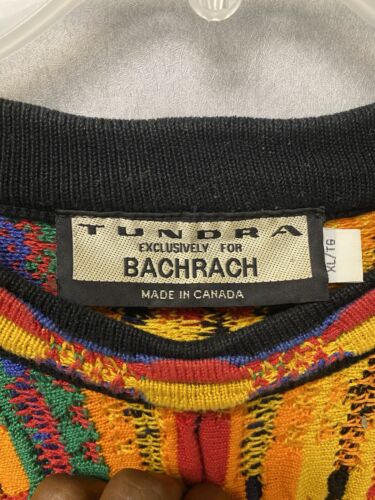 TUNDRA
EXCLUSIVELY FOR
BACHRACH
MADE IN CANADA
XL/TG